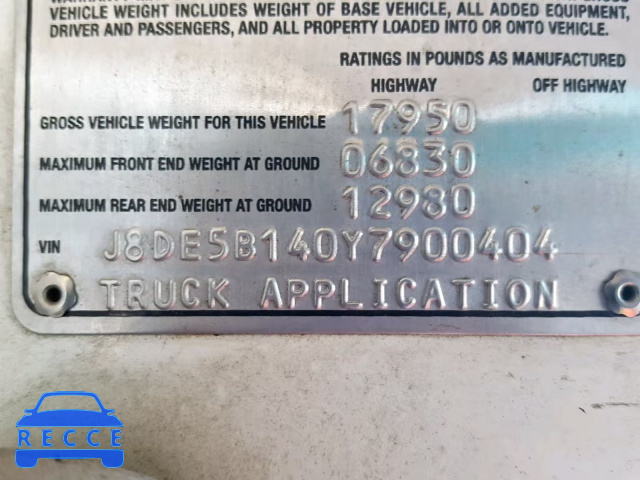 VEHICLE WEIGHT INCLUDES WEIGHT OF BASE VEHICLE, ALL ADDED EQUIPMENT,
DRIVER AND PASSENGERS, AND ALL PROPERTY LOADED INTO OR ONTO VEHICLE.
RATINGS IN POUNDS AS MANUFACTURED
HIGHWAY OFF HIGHWAY
GROSS VEHICLE WEIGHT FOR THIS VEHICLE 17950
MAXIMUM FRONT END WEIGHT AT GROUND 06830
MAXIMUM REAR END WEIGHT AT GROUND 12980
VIN J8DE5B140Y7900404
TRUCK APPLICATION
RECCE